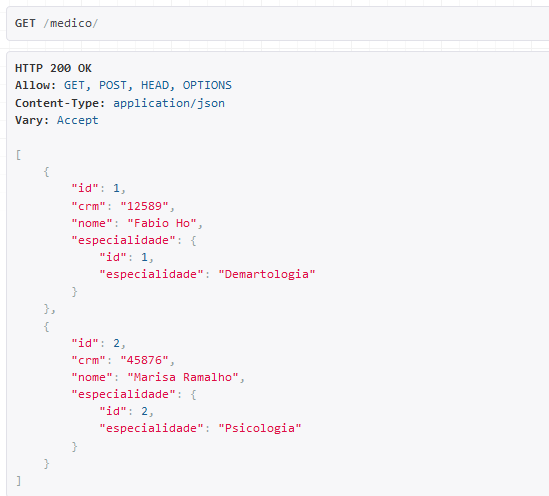 GET /medico/
HTTP 200 OK
Allow: GET, POST, HEAD, OPTIONS
Content-Type: application/json
Vary: Accept
[
    {
        "id": 1,
        "crm": "12589",
        "nome": "Fabio Ho",
        "especialidade": {
            "id": 1,
            "especialidade": "Demartologia"
        }
    },
    {
        "id": 2,
        "crm": "45876",
        "nome": "Marisa Ramalho",
        "especialidade": {
            "id": 2,
            "especialidade": "Psicologia"
        }
    }
]